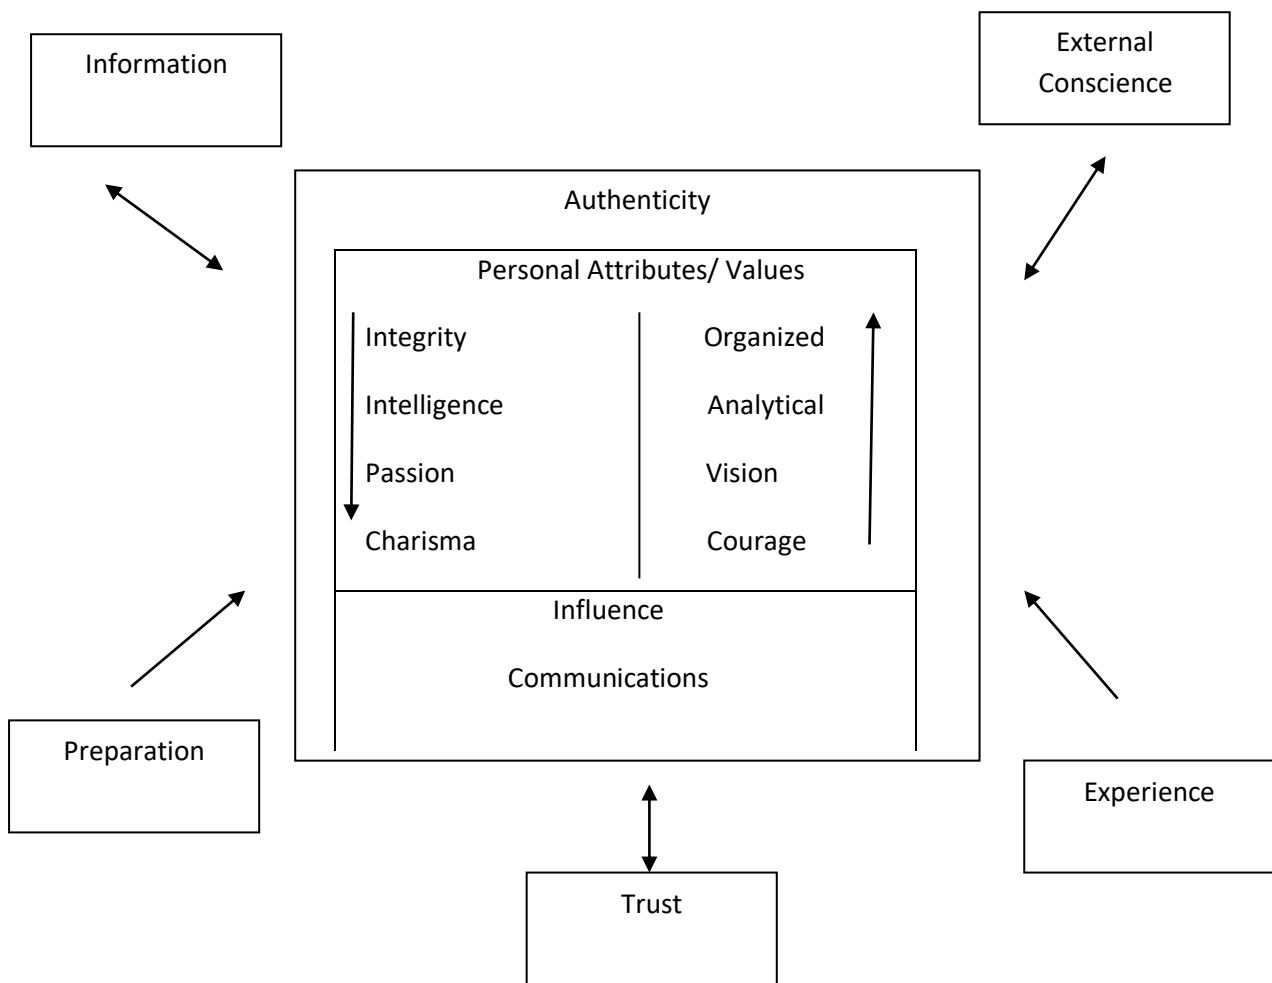 Information
External
Conscience
Authenticity
Personal Attributes/ Values
Integrity
Organized
Intelligence
Analytical
Passion
Vision
Charisma
Courage
Influence
Communications
Preparation
Experience
Trust